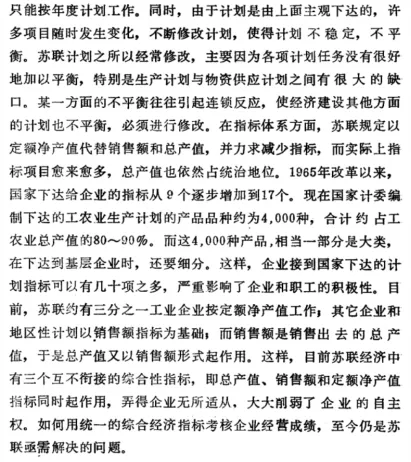 只能按年度计划工作。同时，由于计划是由上面主观下达的，许
多项目随时发生变化，不断修改计划，使得计划不稳定，不平
衡。苏联计划之所以经常修改，主要因为各项计划任务没有很好
地加以平衡，特别是生产计划与物资供应计划之间有很大的缺
口。某一方面的不平衡往往引起连锁反应，使经济建设其他方面
的计划也不平衡，必须进行修改。在指标体系方面，苏联规定以
定额净产值代替销售额和总产值，并力求减少指标，而实际上指
标项目愈来愈多，总产值也依然占统治地位。1965年改革以来，
国家下达给企业的指标从9个逐步增加到17个。现在国家计委编
制下达的工农业生产计划的产品品种约为4,000种，合计约占工
农业总产值的80～90%。而这4,000种产品，相当一部分是大类，
在下达到基层企业时，还要细分。这样，企业接到国家下达的计
划指标可以有几十项之多，严重影响了企业和职工的积极性。目
前，苏联约有三分之一工业企业按定额净产值工作；其它企业和
地区性计划以销售额指标为基础；而销售额是销售出去的总产
值，于是总产值又以销售额形式起作用。这样，目前苏联经济中
有三个互不衔接的综合性指标，即总产值、销售额和定额净产值
指标同时起作用，弄得企业无所适从，大大削弱了企业的自主
权。如何用统一的综合经济指标考核企业经营成绩，至今仍是苏
联亟需解决的问题。